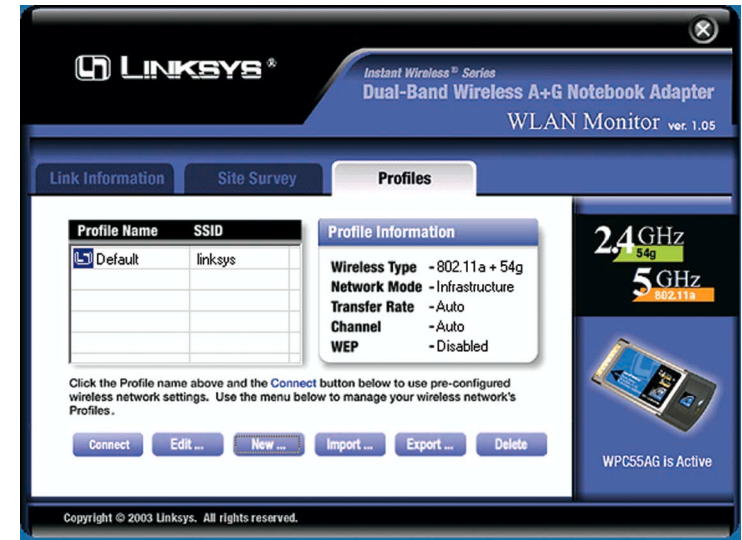 LINKSYS®
Instant Wireless® Series
Dual-Band Wireless A+G Notebook Adapter
WLAN Monitor ver. 1.05
Link Information
Site Survey
Profiles
Profile Name SSID
Default linksys
Profile Information
Wireless Type - 802.11a + 54g
Network Mode - Infrastructure
Transfer Rate - Auto
Channel - Auto
WEP - Disabled
Click the Profile name above and the Connect button below to use pre-configured
wireless network settings. Use the menu below to manage your wireless network's
Profiles.
Connect
Edit ...
New ...
Import ...
Export ...
Delete
2.4 GHz
54g
5 GHz
802.11a
WPC55AG is Active
Copyright © 2003 Linksys. All rights reserved.